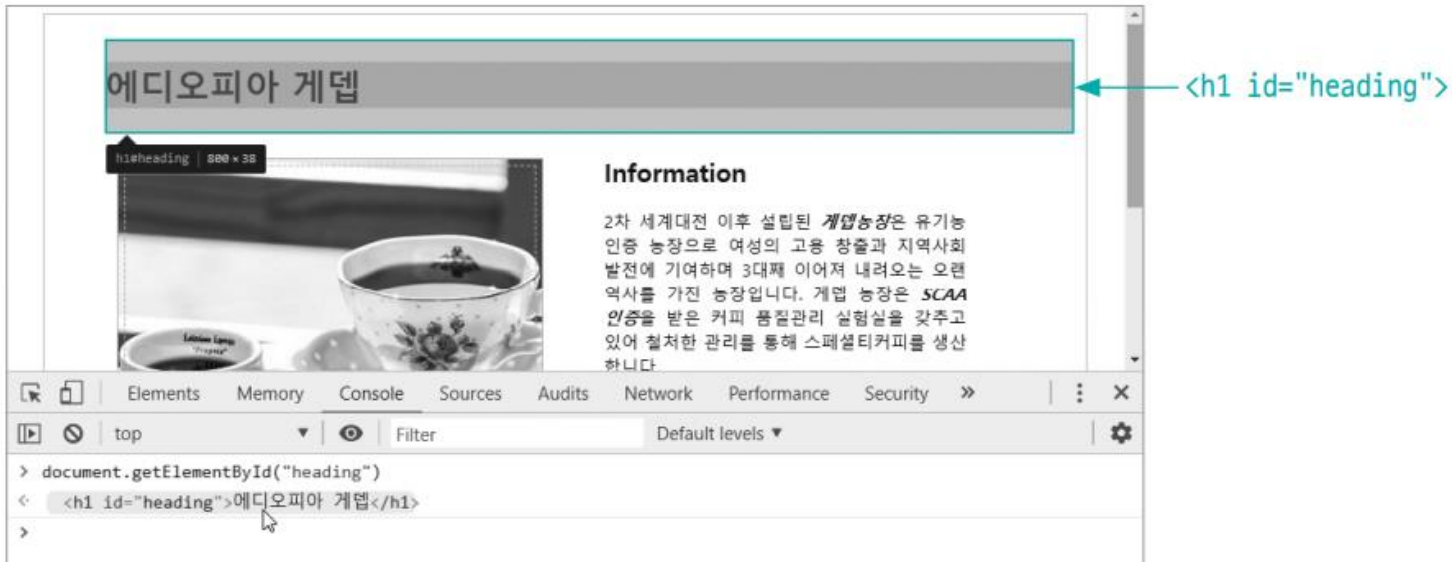 에디오피아 게뎁
<h1 id="heading">
h1#heading 800 × 38
Information
2차 세계대전 이후 설립된 게뎁농장은 유기농
인증 농장으로 여성의 고용 창출과 지역사회
발전에 기여하며 3대째 이어져 내려오는 오랜
역사를 가진 농장입니다. 게뎁 농장은 SCAA
인증을 받은 커피 품질관리 실험실을 갖추고
있어 철처한 관리를 통해 스페셜티커피를 생산
합니다
Elements Memory Console Sources Audits Network Performance Security »
top ▼ Filter Default levels ▼
> document.getElementById("heading")
<h1 id="heading">에디오피아 게뎁</h1>
>